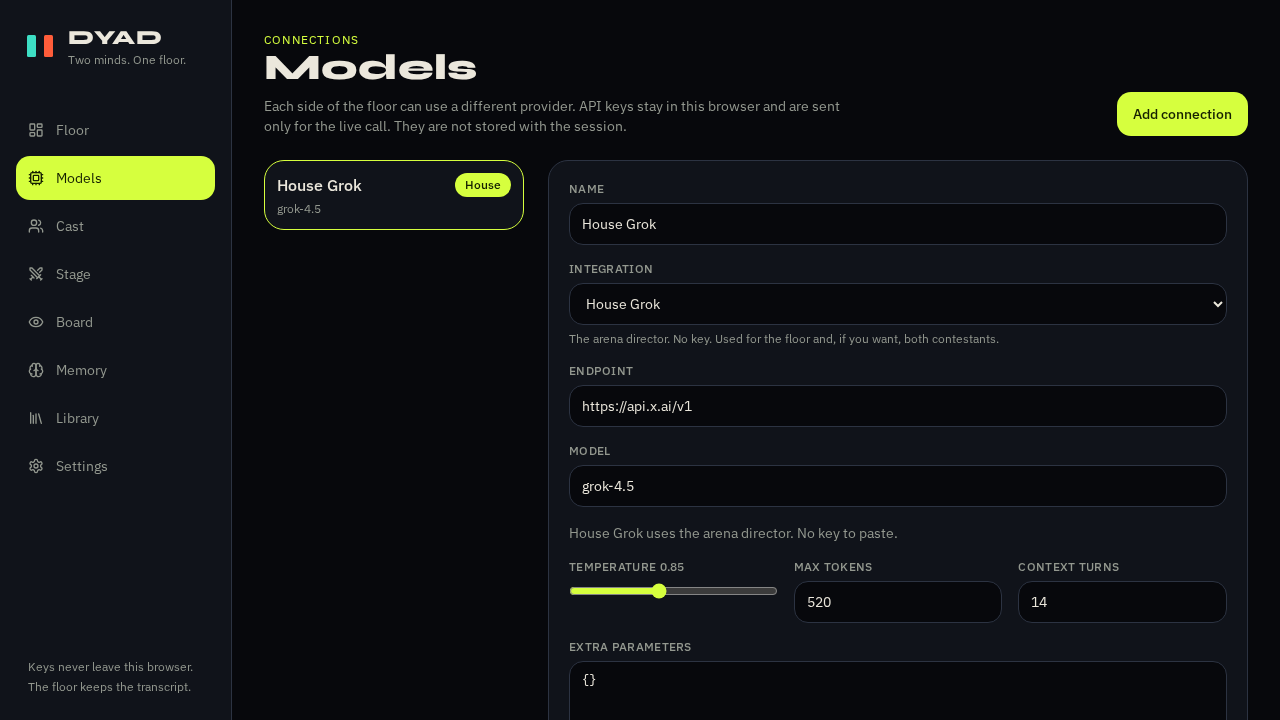 DYAD
Two minds. One floor.
Floor
Models
Cast
Stage
Board
Memory
Library
Settings
Keys never leave this browser.
The floor keeps the transcript.
CONNECTIONS
Models
Each side of the floor can use a different provider. API keys stay in this browser and are sent
only for the live call. They are not stored with the session.
Add connection
House Grok
House
grok-4.5
NAME
House Grok
INTEGRATION
House Grok
The arena director. No key. Used for the floor and, if you want, both contestants.
ENDPOINT
https://api.x.ai/v1
MODEL
grok-4.5
House Grok uses the arena director. No key to paste.
TEMPERATURE 0.85
MAX TOKENS
CONTEXT TURNS
520
14
EXTRA PARAMETERS
{}